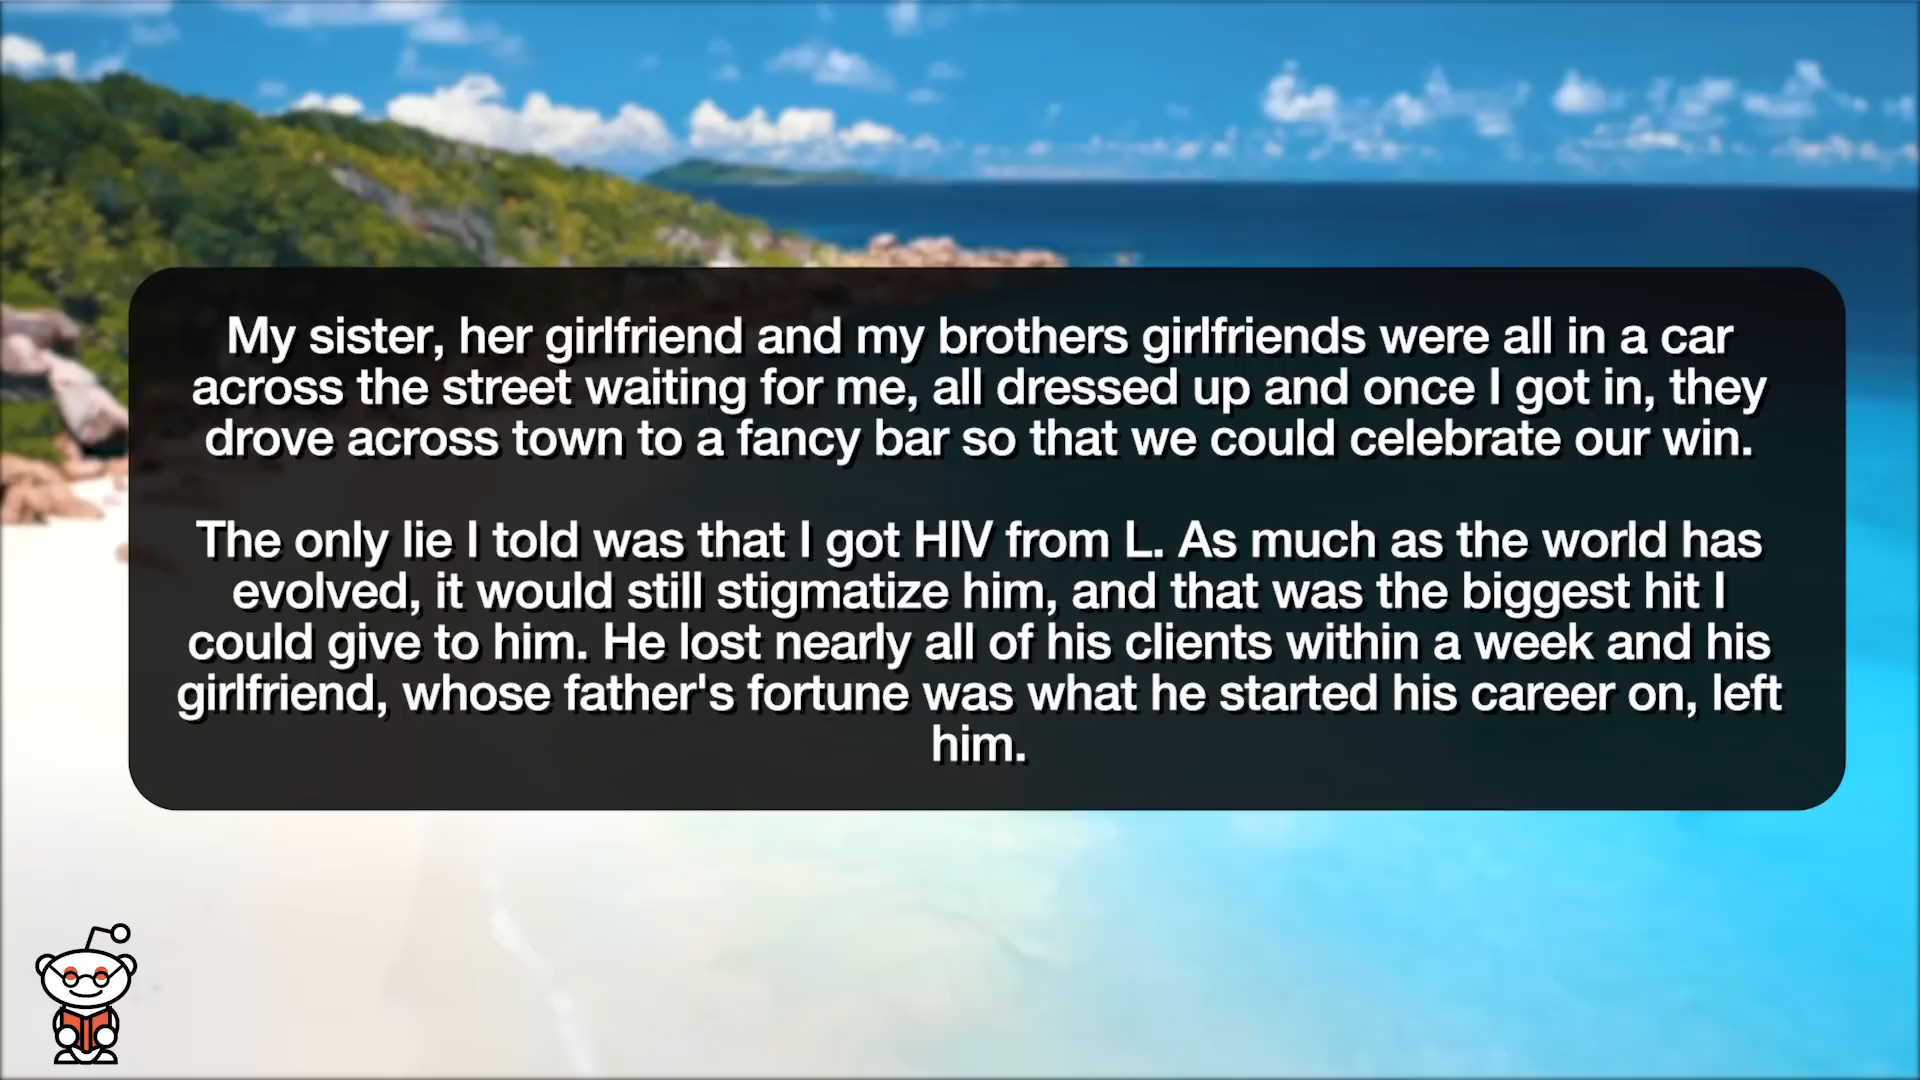 My sister, her girlfriend and my brothers girlfriends were all in a car
across the street waiting for me, all dressed up and once I got in, they
drove across town to a fancy bar so that we could celebrate our win.
The only lie I told was that I got HIV from L. As much as the world has
evolved, it would still stigmatize him, and that was the biggest hit I
could give to him. He lost nearly all of his clients within a week and his
girlfriend, whose father's fortune was what he started his career on, left
him.